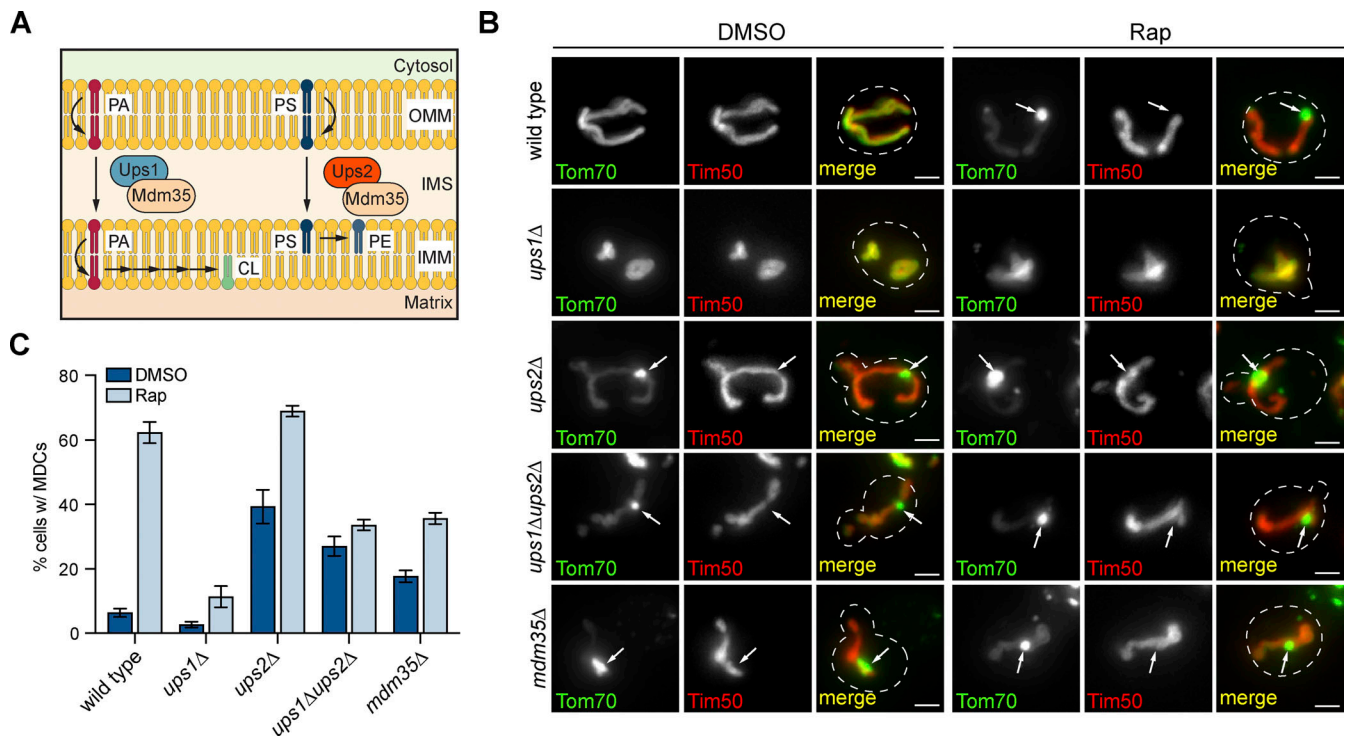 A
Cytosol
PA
PS
OMM
Ups1
Mdm35
Ups2
Mdm35
IMS
PA
PS
PE
CL
IMM
Matrix
B
DMSO
Rap
wild type
Tom70
Tim50
merge
Tom70
Tim50
merge
ups1Δ
Tom70
Tim50
merge
Tom70
Tim50
merge
ups2Δ
Tom70
Tim50
merge
Tom70
Tim50
merge
ups1Δups2Δ
Tom70
Tim50
merge
Tom70
Tim50
merge
mdm35Δ
Tom70
Tim50
merge
Tom70
Tim50
merge
C
% cells w/ MDCs
80
60
40
20
0
DMSO
Rap
wild type
ups1Δ
ups2Δ
ups1Δups2Δ
mdm35Δ